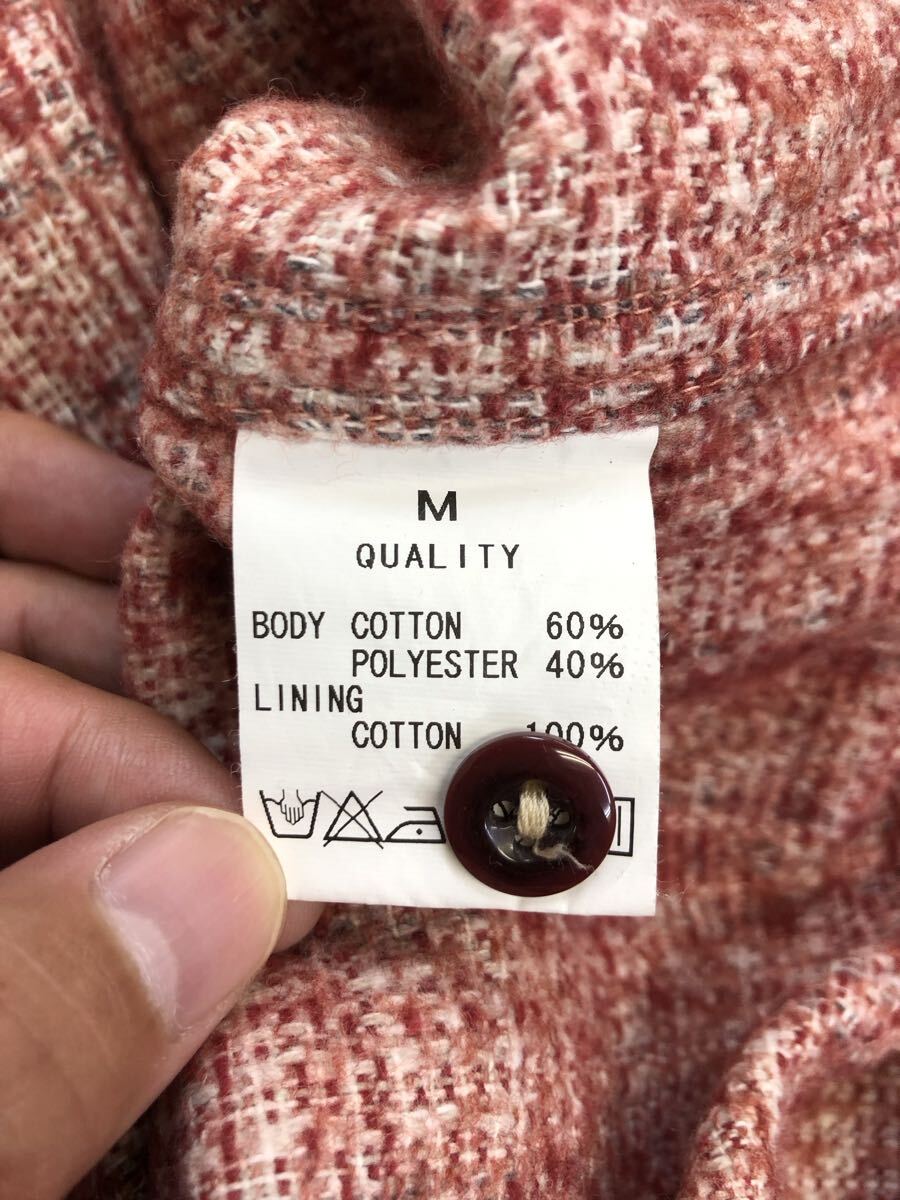 M
QUALITY
BODY COTTON 60%
POLYESTER 40%
LINING
COTTON 100%